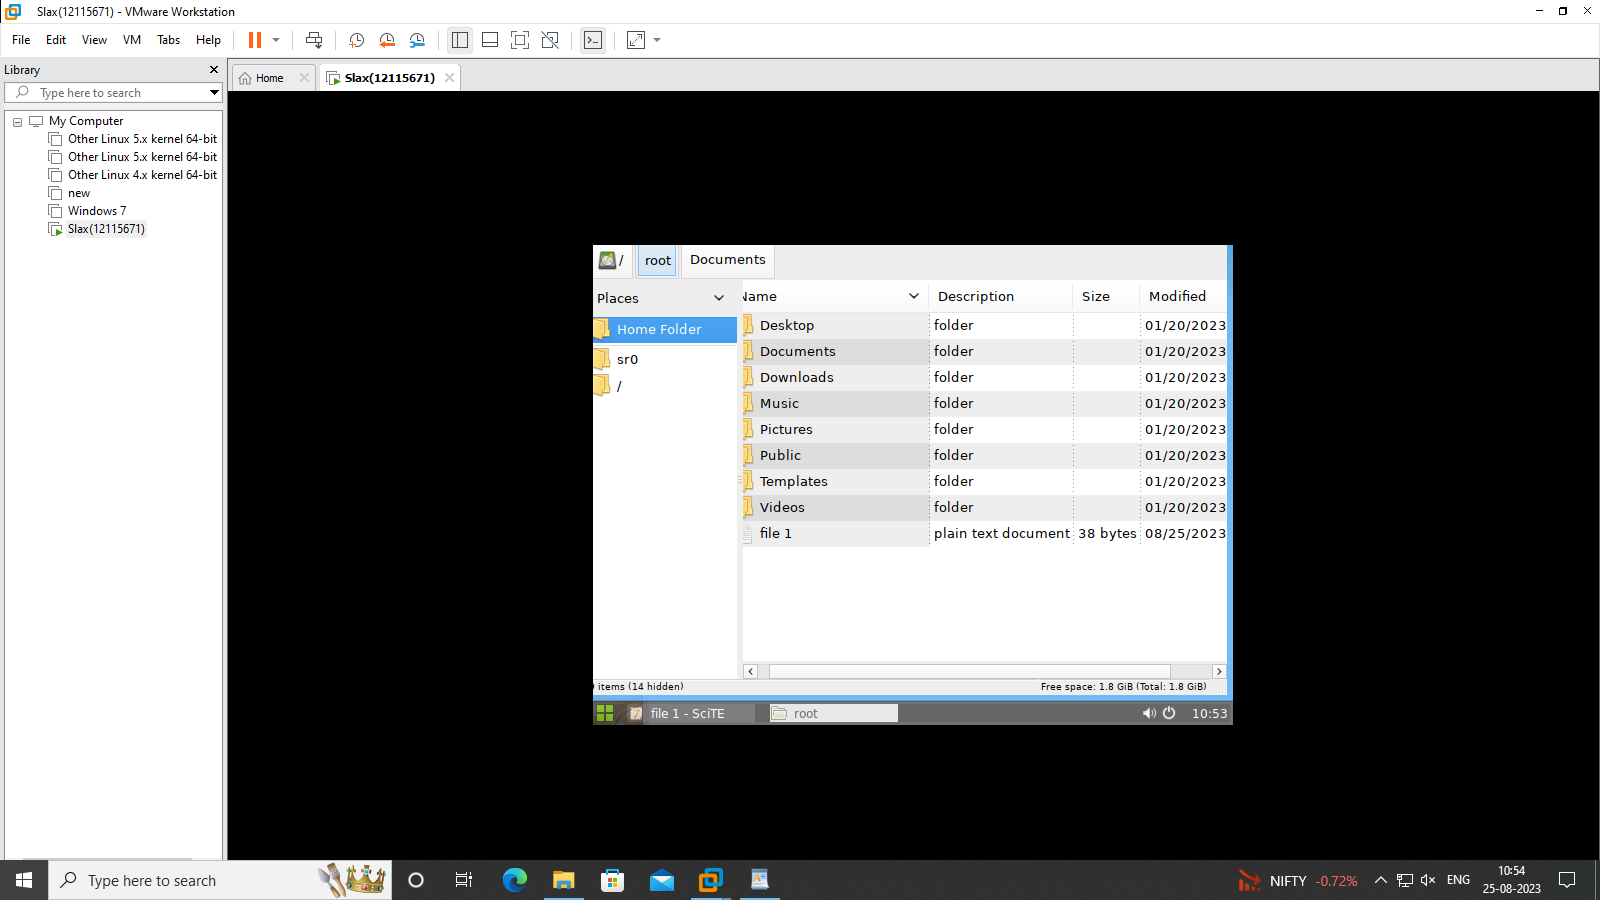 Slax(12115671) - VMware Workstation
File Edit View VM Tabs Help
Library
Home
Slax(12115671)
Type here to search
My Computer
Other Linux 5.x kernel 64-bit
Other Linux 5.x kernel 64-bit
Other Linux 4.x kernel 64-bit
new
Windows 7
Slax(12115671)
/ root Documents
Places
Home Folder
sr0
/
Name Description Size Modified
Desktop folder 01/20/2023
Documents folder 01/20/2023
Downloads folder 01/20/2023
Music folder 01/20/2023
Pictures folder 01/20/2023
Public folder 01/20/2023
Templates folder 01/20/2023
Videos folder 01/20/2023
file 1 plain text document 38 bytes 08/25/2023
items (14 hidden) Free space: 1.8 GiB (Total: 1.8 GiB)
file 1 - SciTE root 10:53
Type here to search
NIFTY -0.72% ENG
10:54
25-08-2023